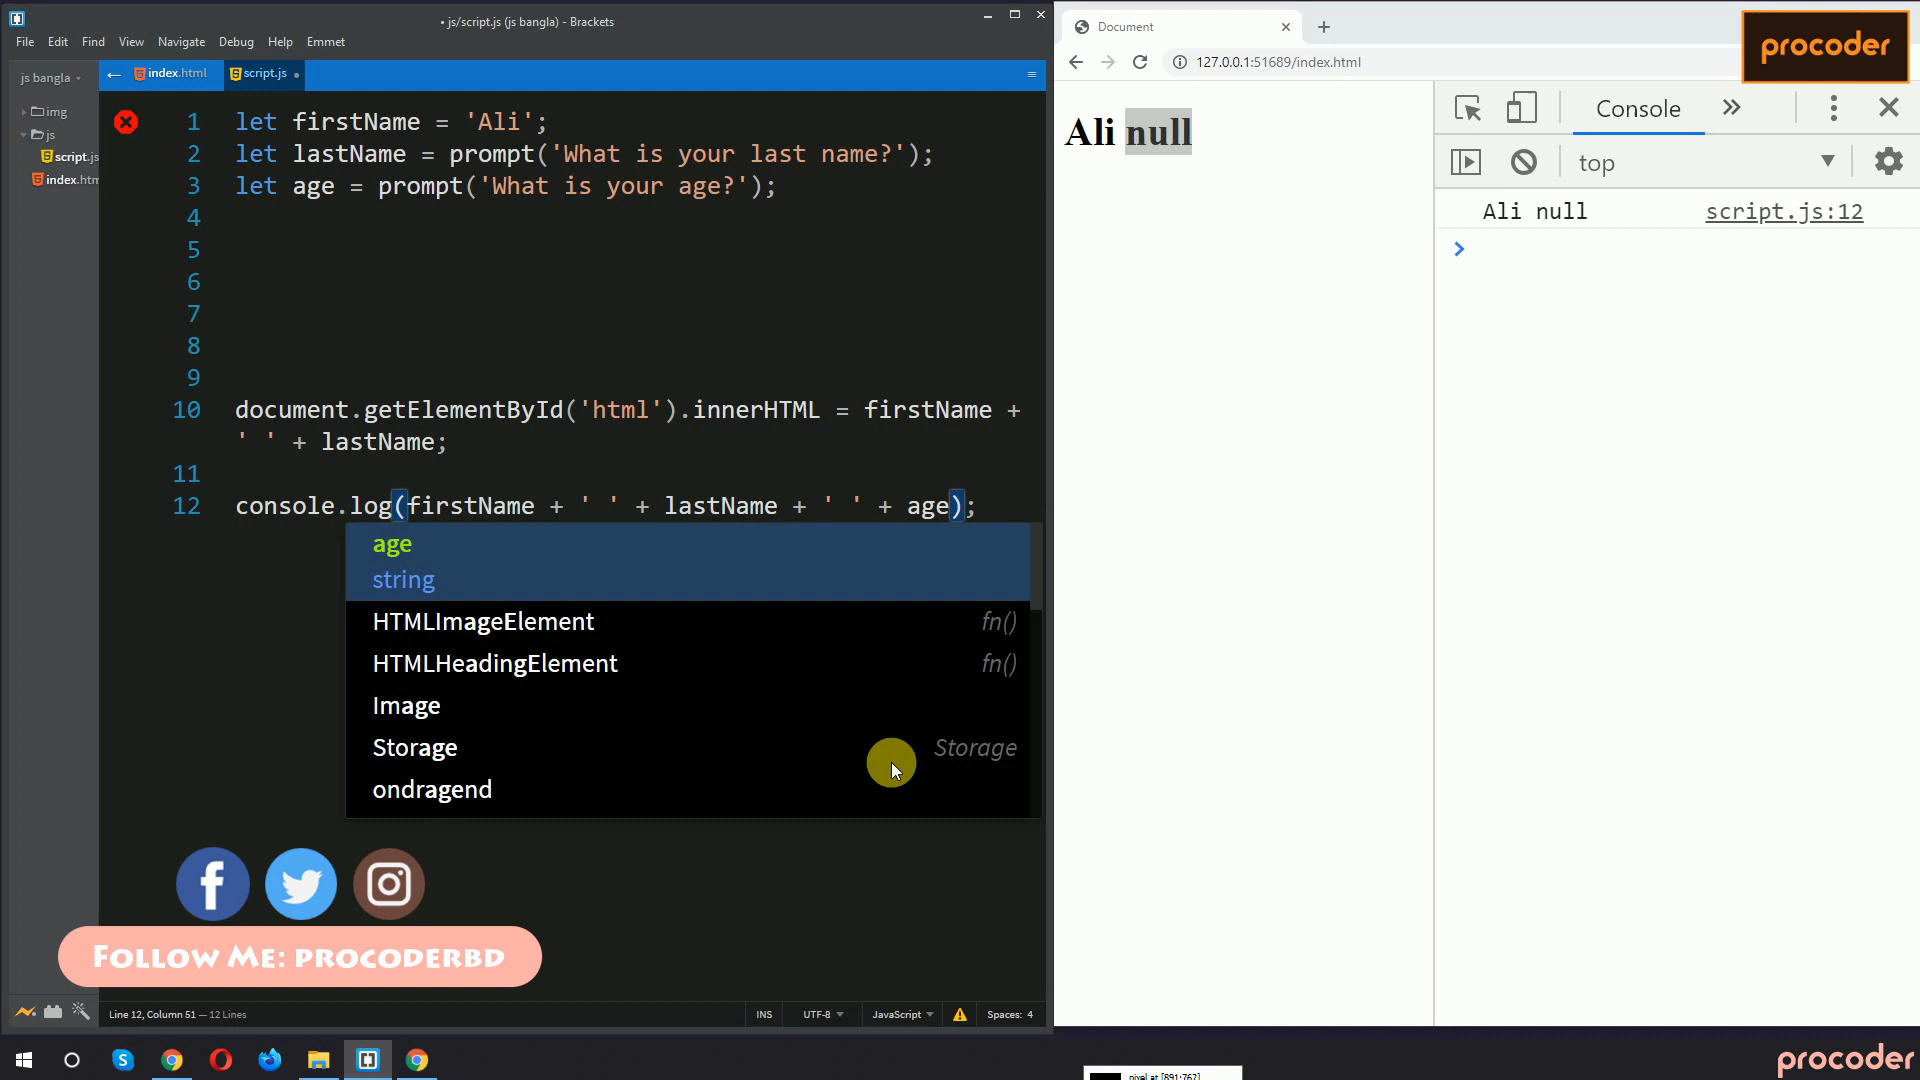 js/script.js (js bangla) - Brackets
File Edit Find View Navigate Debug Help Emmet
js bangla
index.html
script.js
img
js
script.js
index.htm
1 let firstName = 'Ali';
2 let lastName = prompt('What is your last name?');
3 let age = prompt('What is your age?');
4
5
6
7
8
9
10 document.getElementById('html').innerHTML = firstName +
' ' + lastName;
11
12 console.log(firstName + ' ' + lastName + ' ' + age);
age
string
HTMLImageElement fn()
HTMLHeadingElement fn()
Image
Storage Storage
ondragend
Follow Me: procoderbd
Line 12, Column 51 — 12 Lines
INS UTF-8 JavaScript Spaces: 4
Document
127.0.0.1:51689/index.html
procoder
Ali null
Console
top
Ali null script.js:12
procoder
pixel at [891;767]